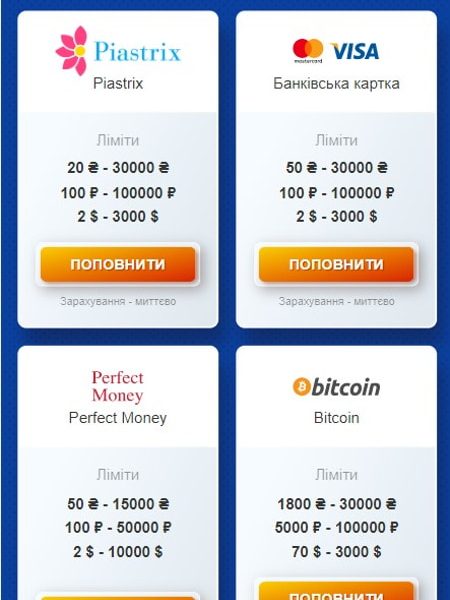 Piastrix
Piastrix
Ліміти
20 ₴ - 30000 ₴
100 ₽ - 100000 ₽
2 $ - 3000 $
ПОПОВНИТИ
Зарахування - миттєво
mastercard VISA
Банківська картка
Ліміти
50 ₴ - 30000 ₴
100 ₽ - 100000 ₽
2 $ - 3000 $
ПОПОВНИТИ
Зарахування - миттєво
Perfect
Money
Perfect Money
Ліміти
50 ₴ - 15000 ₴
100 ₽ - 50000 ₽
2 $ - 10000 $
bitcoin
Bitcoin
Ліміти
1800 ₴ - 30000 ₴
5000 ₽ - 100000 ₽
70 $ - 3000 $
ПОПОВНИТИ